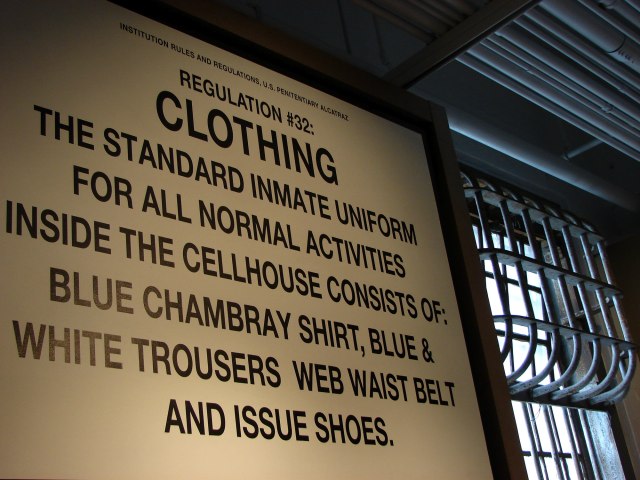 INSTITUTION RULES AND REGULATIONS, U.S. PENITENTIARY ALCATRAZ
REGULATION #32:
CLOTHING
THE STANDARD INMATE UNIFORM
FOR ALL NORMAL ACTIVITIES
INSIDE THE CELLHOUSE CONSISTS OF:
BLUE CHAMBRAY SHIRT, BLUE &
WHITE TROUSERS WEB WAIST BELT
AND ISSUE SHOES.